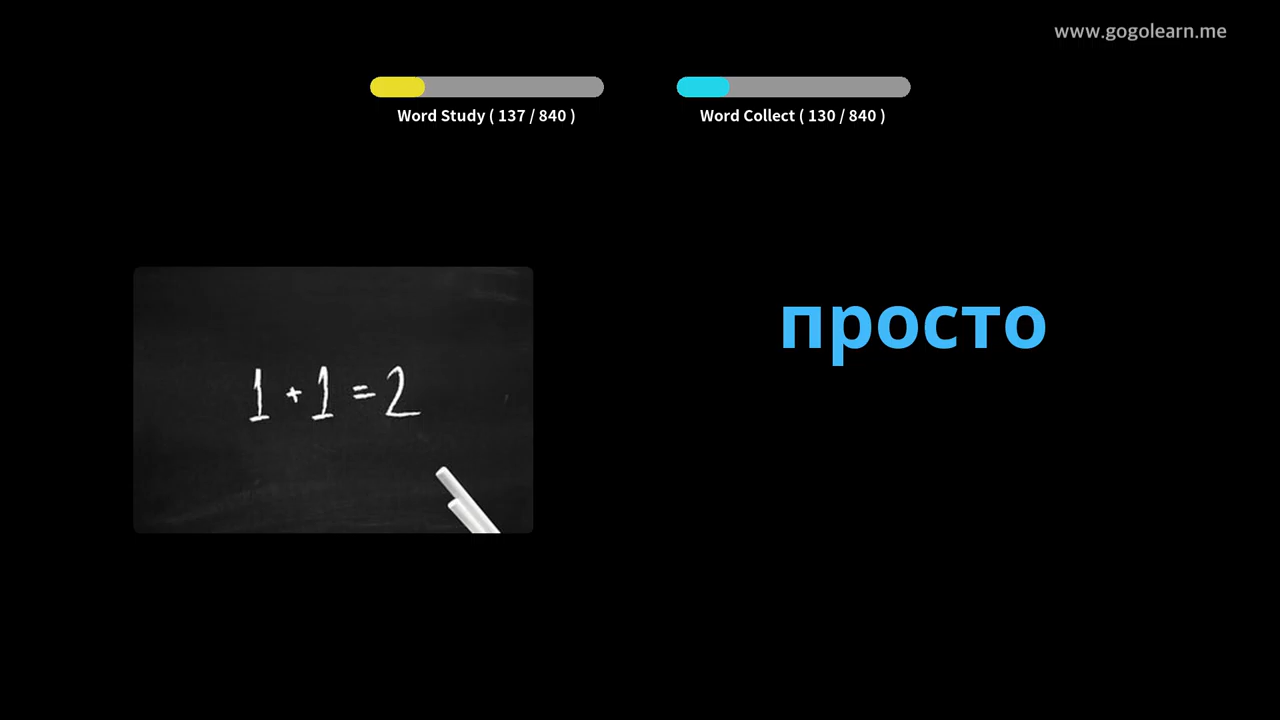 www.gogolearn.me
Word Study ( 137 / 840 )
Word Collect ( 130 / 840 )
просто
1 + 1 = 2